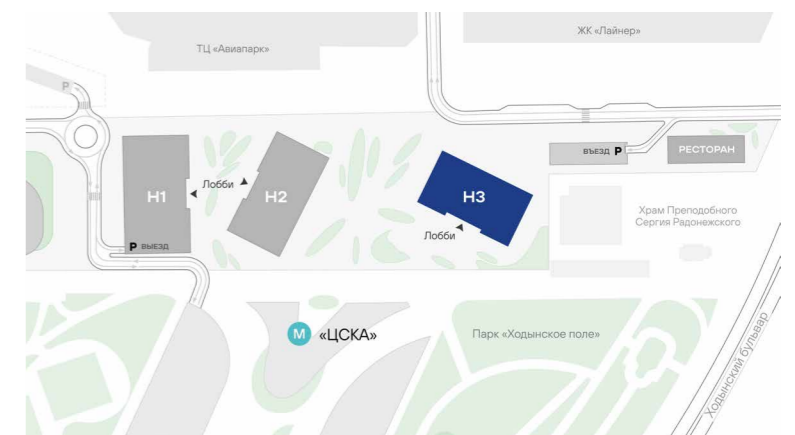 ЖК «Лайнер»
ТЦ «Авиапарк»
P
ВЪЕЗД P
РЕСТОРАН
Лобби
H1
H2
H3
Лобби
Храм Преподобного
Сергия Радонежского
P ВЫЕЗД
М «ЦСКА»
Парк «Ходынское поле»
Ходынский бульвар